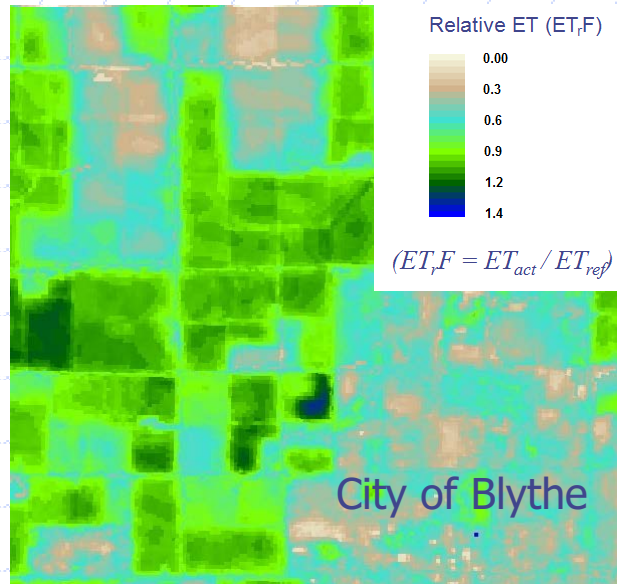 Relative ET (ETrF)
0.00
0.3
0.6
0.9
1.2
1.4
(ETrF = ETact / ETref)
City of Blythe